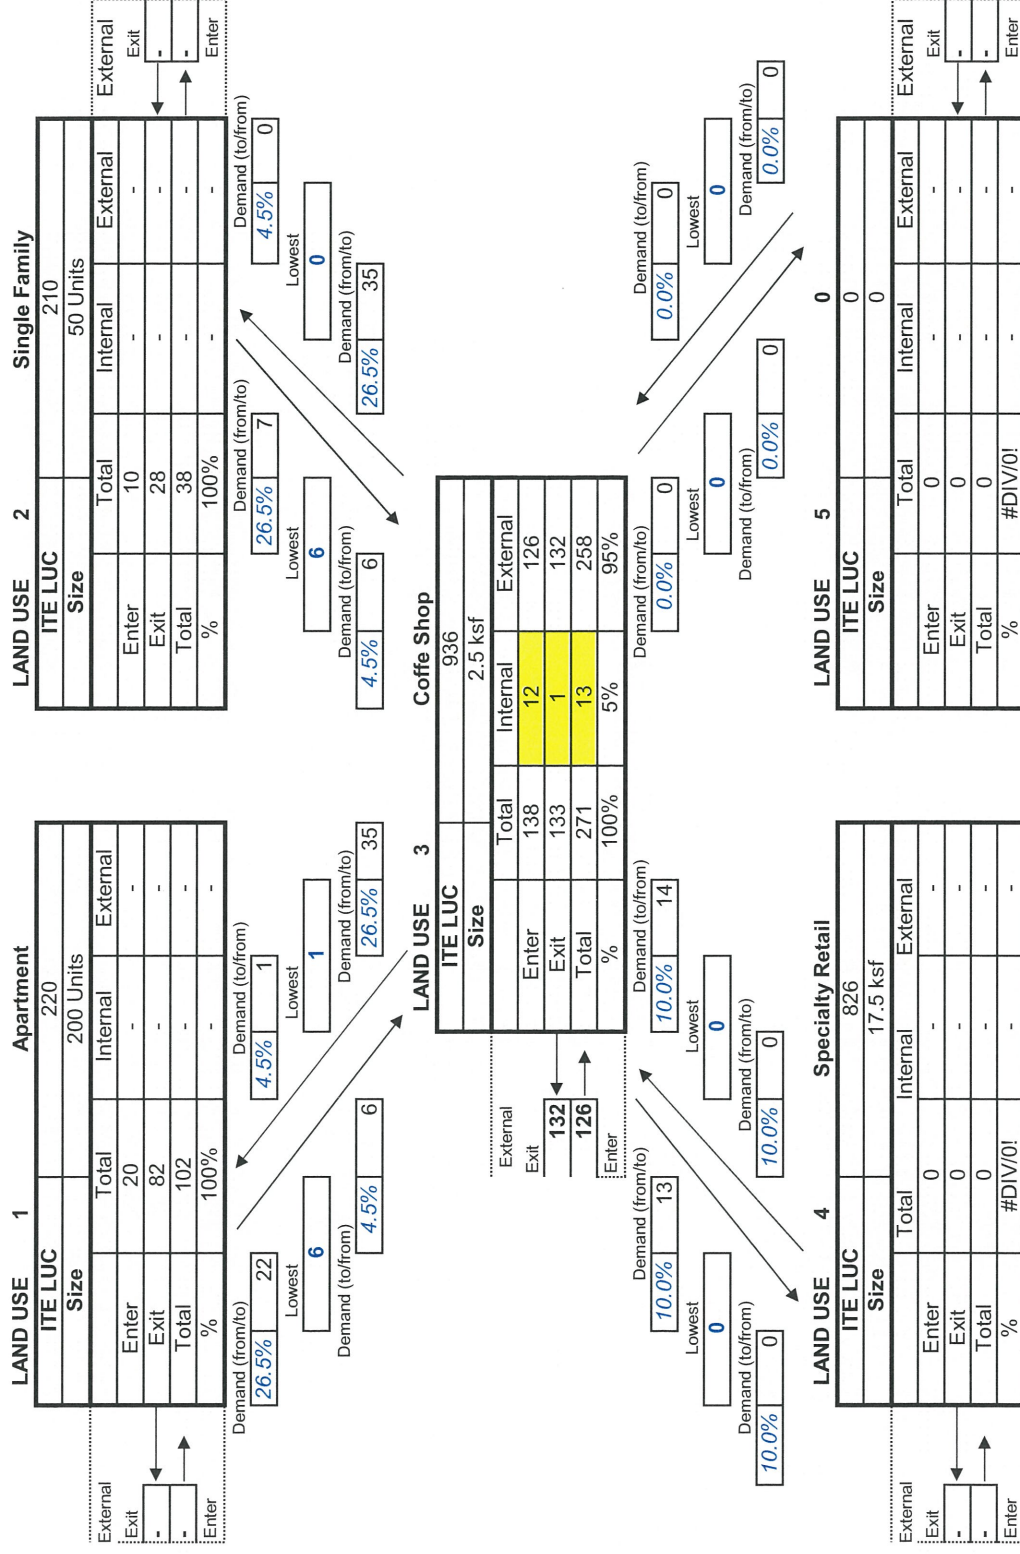 LAND USE 1 Apartment
ITE LUC 220
Size 200 Units
Total Internal External
Enter 20 - -
Exit 82 - -
Total 102 - -
% 100% - -
External
Exit
-
-
Enter
LAND USE 2 Single Family
ITE LUC 210
Size 50 Units
Total Internal External
Enter 10 - -
Exit 28 - -
Total 38 - -
% 100% - -
External
Exit
-
-
Enter
Demand (from/to)
26.5% 22
Lowest
6
Demand (to/from)
4.5% 6
Demand (to/from)
4.5% 1
Lowest
1
Demand (from/to)
26.5% 35
Demand (from/to)
26.5% 7
Lowest
6
Demand (to/from)
4.5% 6
Demand (to/from)
4.5% 0
Lowest
0
Demand (from/to)
26.5% 35
LAND USE 3 Coffe Shop
ITE LUC 936
Size 2.5 ksf
Total Internal External
Enter 138 12 126
Exit 133 1 132
Total 271 13 258
% 100% 5% 95%
External
Exit
132
126
Enter
Demand (from/to)
10.0% 13
Lowest
0
Demand (to/from)
10.0% 0
Demand (to/from)
10.0% 14
Lowest
0
Demand (from/to)
10.0% 0
Demand (from/to)
0.0% 0
Lowest
0
Demand (to/from)
0.0% 0
Demand (to/from)
0.0% 0
Lowest
0
Demand (from/to)
0.0% 0
LAND USE 4 Specialty Retail
ITE LUC 826
Size 17.5 ksf
Total Internal External
Enter 0 - -
Exit 0 - -
Total 0 - -
% #DIV/0! - -
External
Exit
-
-
Enter
LAND USE 5 0
ITE LUC 0
Size 0
Total Internal External
Enter 0 - -
Exit 0 - -
Total 0 - -
% #DIV/0! - -
External
Exit
-
-
Enter